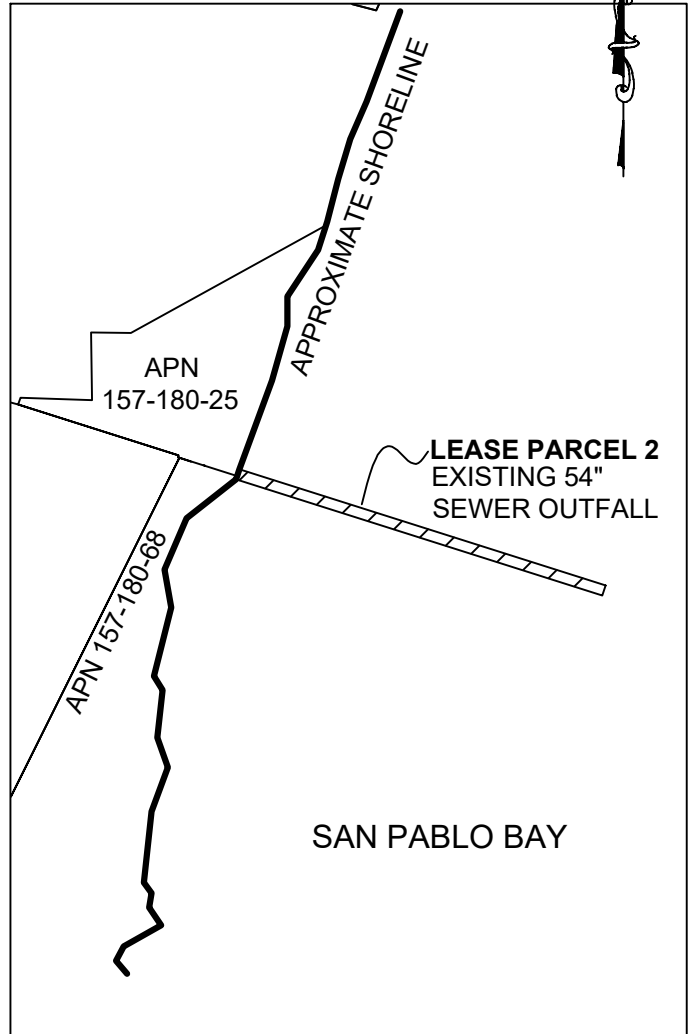 APPROXIMATE SHORELINE
APN
157-180-25
LEASE PARCEL 2
EXISTING 54"
SEWER OUTFALL
APN 157-180-68
SAN PABLO BAY